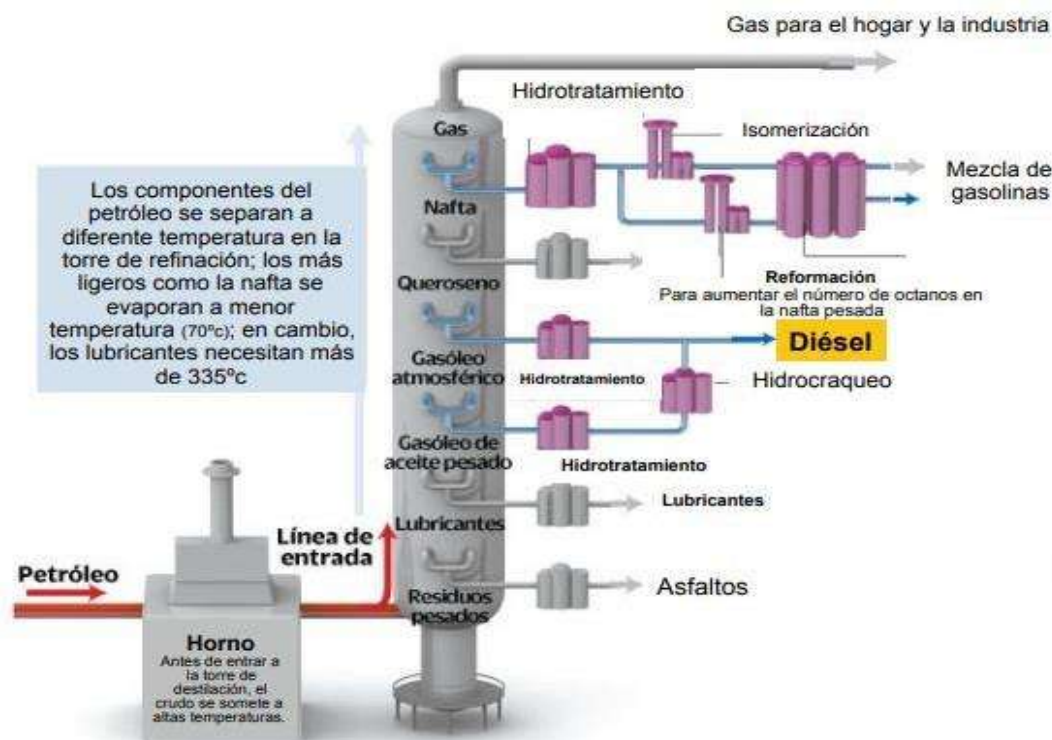 Gas para el hogar y la industria
Hidrotratamiento
Gas
Isomerización
Mezcla de
gasolinas
Los componentes del
petróleo se separan a
diferente temperatura en la
torre de refinación; los más
ligeros como la nafta se
evaporan a menor
temperatura (70ºc); en cambio,
los lubricantes necesitan más
de 335ºc
Nafta
Queroseno
Reformación
Para aumentar el número de octanos en
la nafta pesada
Diésel
Gasóleo
atmosférico
Hidrotratamiento
Hidrocraqueo
Gasóleo de
aceite pesado
Hidrotratamiento
Lubricantes
Lubricantes
Línea de
entrada
Petróleo
Asfaltos
Residuos
pesados
Horno
Antes de entrar a
la torre de
destilación, el
crudo se somete a
altas temperaturas.